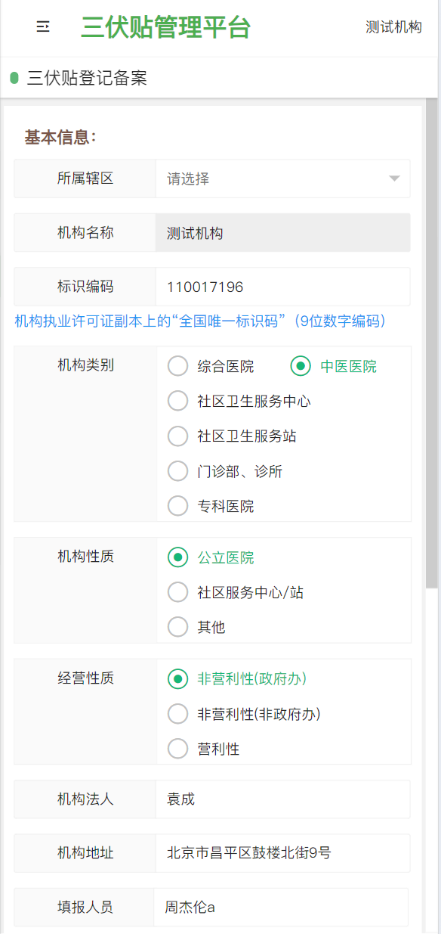 三伏贴管理平台 测试机构
三伏贴登记备案
基本信息:
所属辖区 请选择
机构名称 测试机构
标识编码 110017196
机构执业许可证副本上的“全国唯一标识码”（9位数字编码）
机构类别 综合医院 中医医院
社区卫生服务中心
社区卫生服务站
门诊部、诊所
专科医院
机构性质 公立医院
社区服务中心/站
其他
经营性质 非营利性(政府办)
非营利性(非政府办)
营利性
机构法人 袁成
机构地址 北京市昌平区鼓楼北街9号
填报人员 周杰伦a